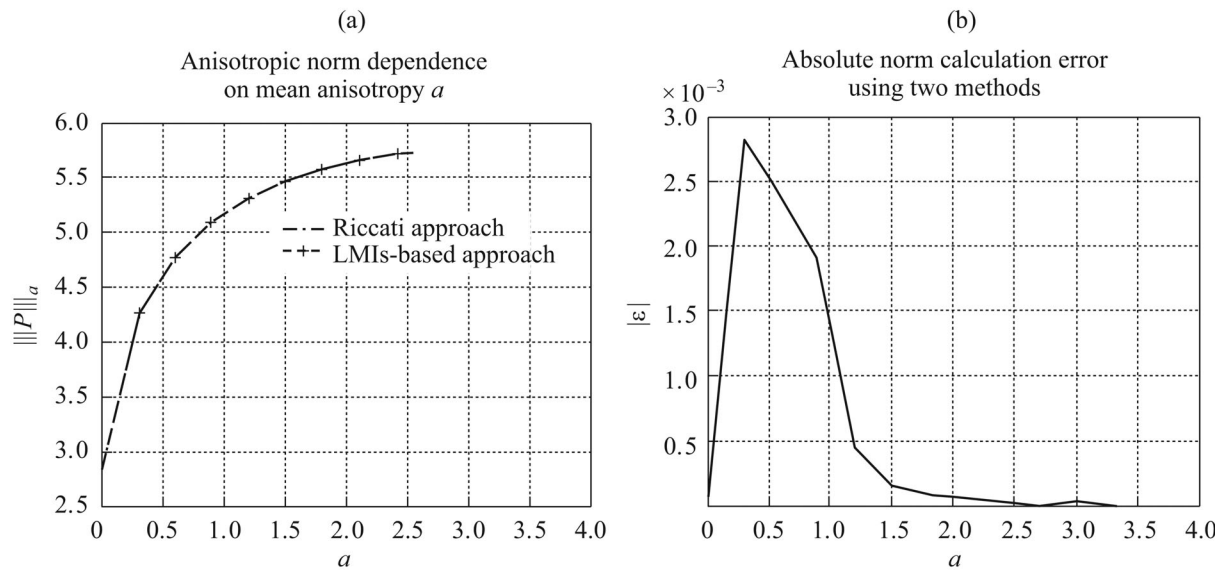 (a)
Anisotropic norm dependence
on mean anisotropy a
6.0
5.5
5.0
4.5
4.0
3.5
3.0
2.5
|||P|||a
Riccati approach
LMIs-based approach
0 0.5 1.0 1.5 2.0 2.5 3.0 3.5 4.0
a
(b)
Absolute norm calculation error
using two methods
× 10–3
3.0
2.5
2.0
1.5
1.0
0.5
|ε|
0 0.5 1.0 1.5 2.0 2.5 3.0 3.5 4.0
a